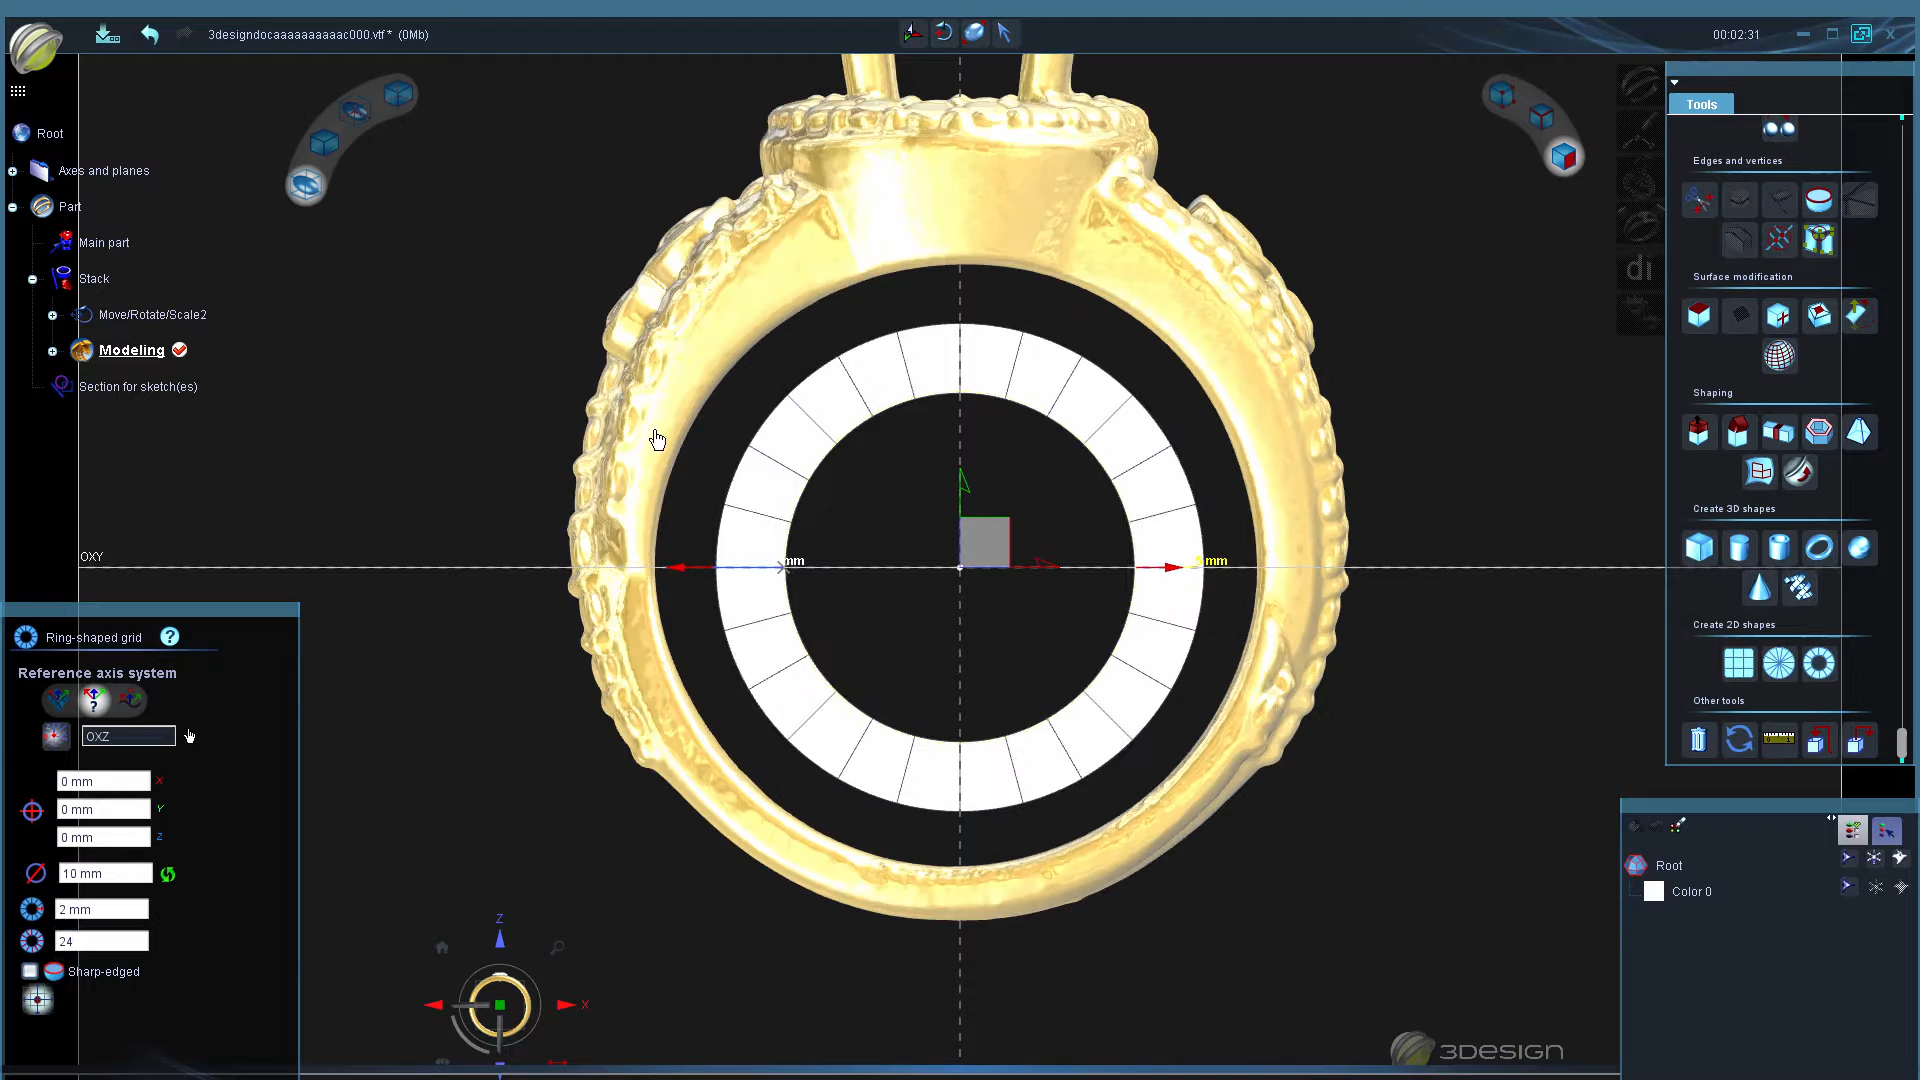 3designdocaaaaaaaaaac000.vtf* (0Mb)
00:02:31
X
Root
Axes and planes
Part
Main part
Stack
Move/Rotate/Scale2
Modeling
Section for sketch(es)
OXY
mm
mm
Ring-shaped grid
?
Reference axis system
?
OXZ
0 mm X
0 mm Y
0 mm Z
10 mm
2 mm
24
Sharp-edged
Z
X
Tools
Edges and vertices
Surface modification
Shaping
Create 3D shapes
Create 2D shapes
Other tools
di
Root
Color 0
3DESIGN